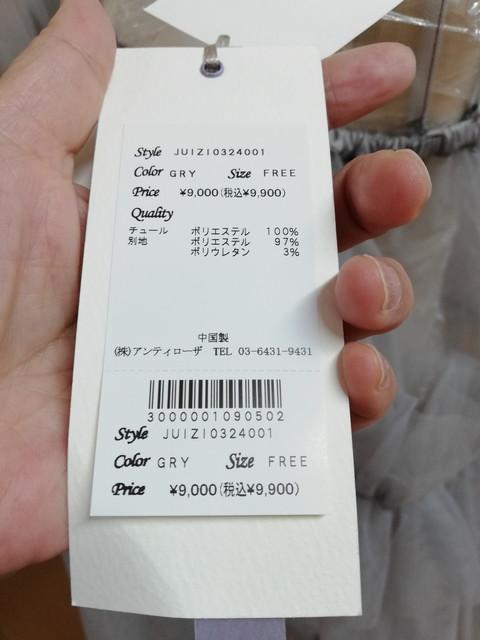 Style JUIZI0324001
Color GRY Size FREE
Price ¥9,000(税込¥9,900)
Quality
チュール ポリエステル 100%
別地 ポリエステル 97%
ポリウレタン 3%
中国製
(株)アンティローザ TEL 03-6431-9431
3000001090502
Style JUIZI0324001
Color GRY Size FREE
Price ¥9,000(税込¥9,900)